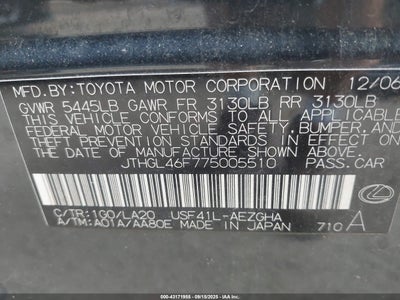 MFD.BY:TOYOTA MOTOR CORPORATION 12/06
GVWR 5445LB GAWR FR 3130LB RR 3130LB
THIS VEHICLE CONFORMS TO ALL APPLICABLE
FEDERAL MOTOR VEHICLE SAFETY, BUMPER, AND
THEFT PREVENTION STANDARDS IN EFFECT ON
THE DATE OF MANUFACTURE SHOWN ABOVE.
JTHGL46F775005510 PASS.CAR
C/TR:1G0/LA20 USF41L-AEZGHA
A/TM:A01A/AA80E MADE IN JAPAN 710 A
LEXUS
000-43171955 - 09/15/2025 - IAAI